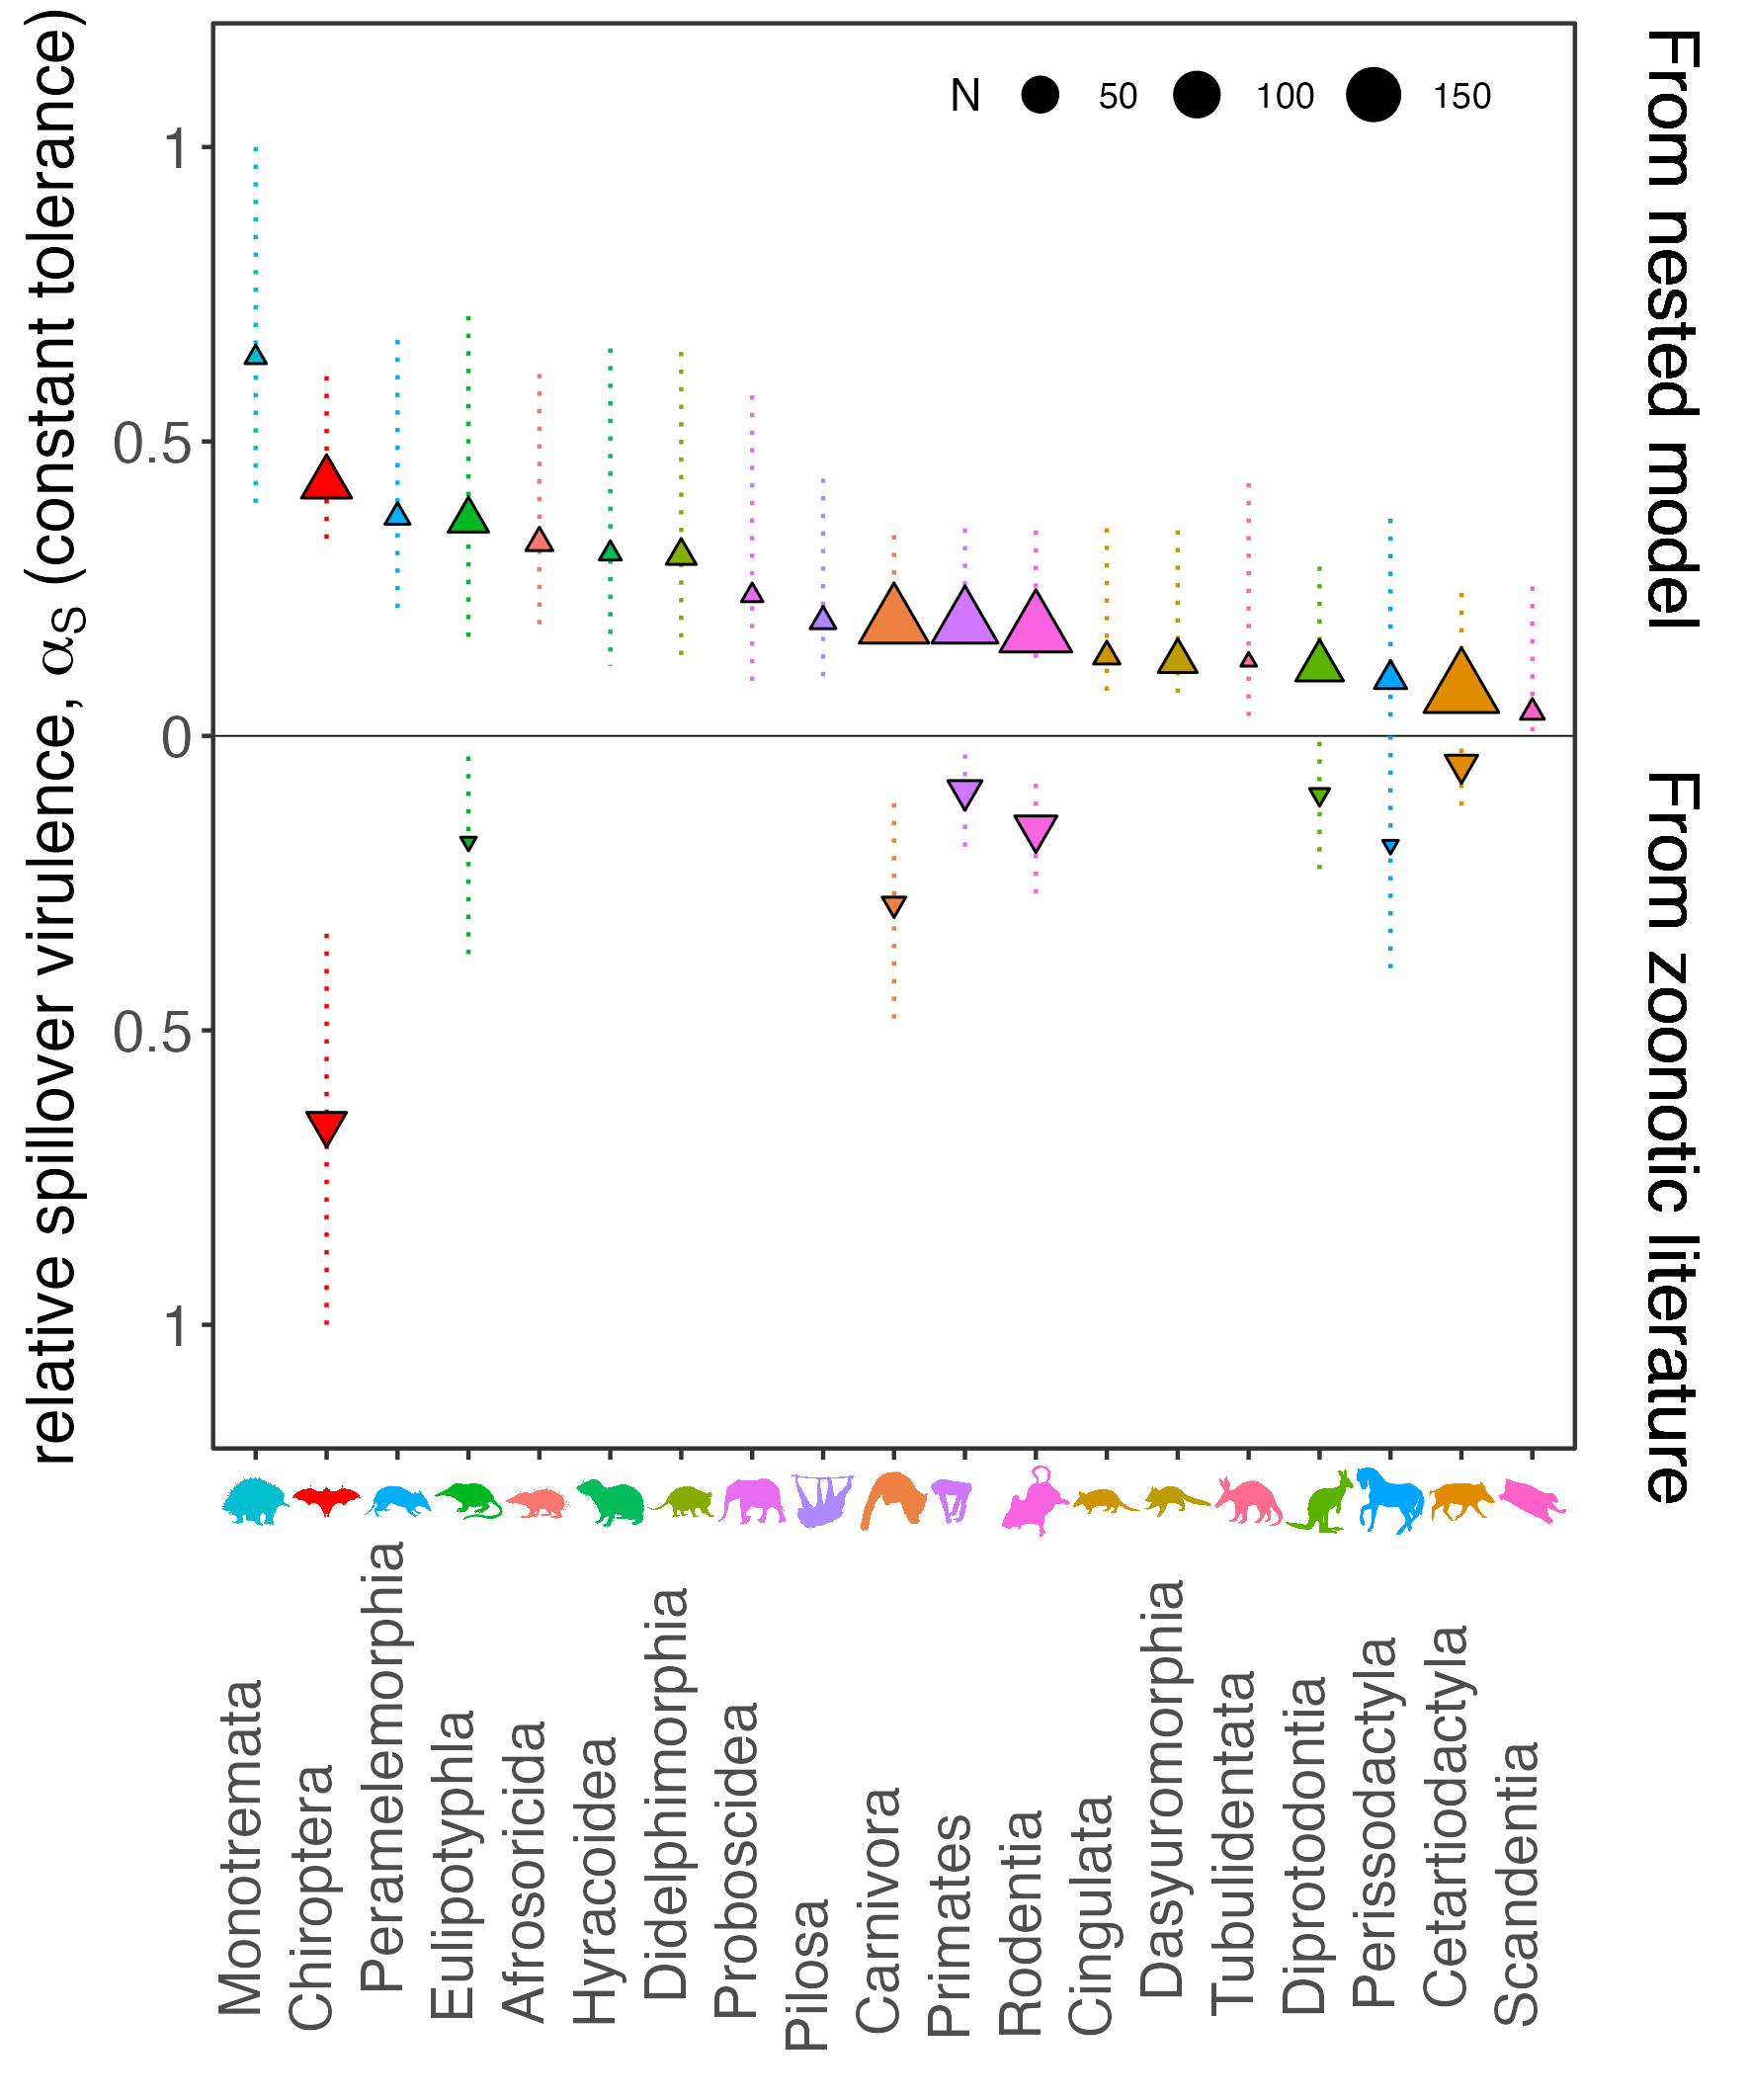 relative spillover virulence, αS (constant tolerance)
From nested model
From zoonotic literature
N 50 100 150
1
0.5
0
0.5
1
Monotremata
Chiroptera
Peramelemorphia
Eulipotyphla
Afrosoricida
Hyracoidea
Didelphimorphia
Proboscidea
Pilosa
Carnivora
Primates
Rodentia
Cingulata
Dasyuromorphia
Tubulidentata
Diprotodontia
Perissodactyla
Cetartiodactyla
Scandentia